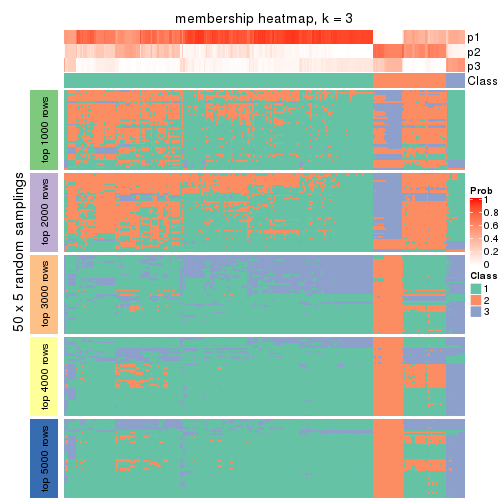 membership heatmap, k = 3
p1
p2
p3
Class
50 x 5 random samplings
top 1000 rows
top 2000 rows
top 3000 rows
top 4000 rows
top 5000 rows
Prob
1
0.8
0.6
0.4
0.2
0
Class
1
2
3